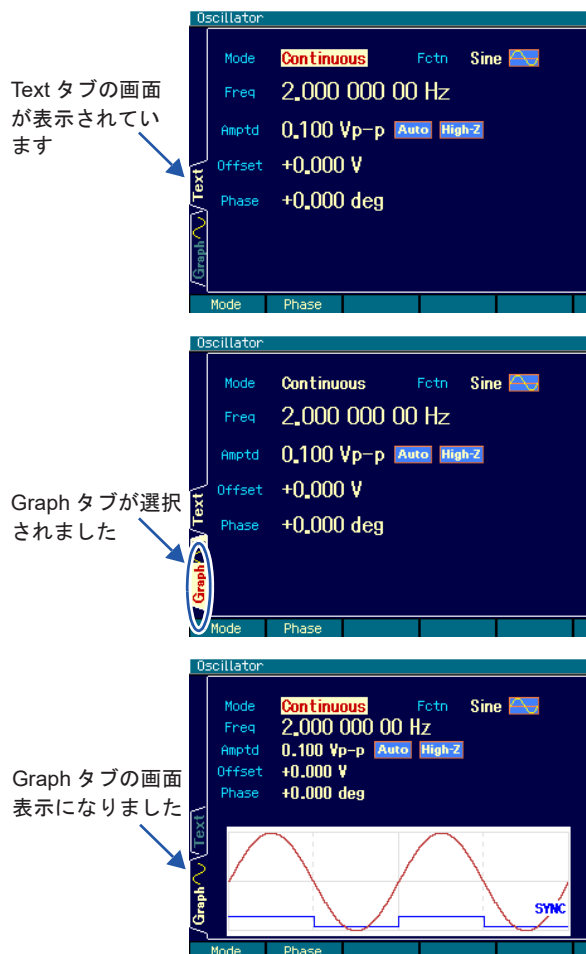 Oscillator
Mode Continuous Fctn Sine
Freq 2.000 000 00 Hz
Text タブの画面
が表示されてい
ます
Amptd 0.100 Vp-p Auto High-Z
Offset +0.000 V
Phase +0.000 deg
Text
Graph
Mode Phase
Oscillator
Mode Continuous Fctn Sine
Freq 2.000 000 00 Hz
Amptd 0.100 Vp-p Auto High-Z
Offset +0.000 V
Graph タブが選択
されました
Phase +0.000 deg
Text
Graph
Mode Phase
Oscillator
Mode Continuous Fctn Sine
Freq 2.000 000 00 Hz
Amptd 0.100 Vp-p Auto High-Z
Offset +0.000 V
Phase +0.000 deg
Graph タブの画面
表示になりました
Text
Graph
SYNC
Mode Phase